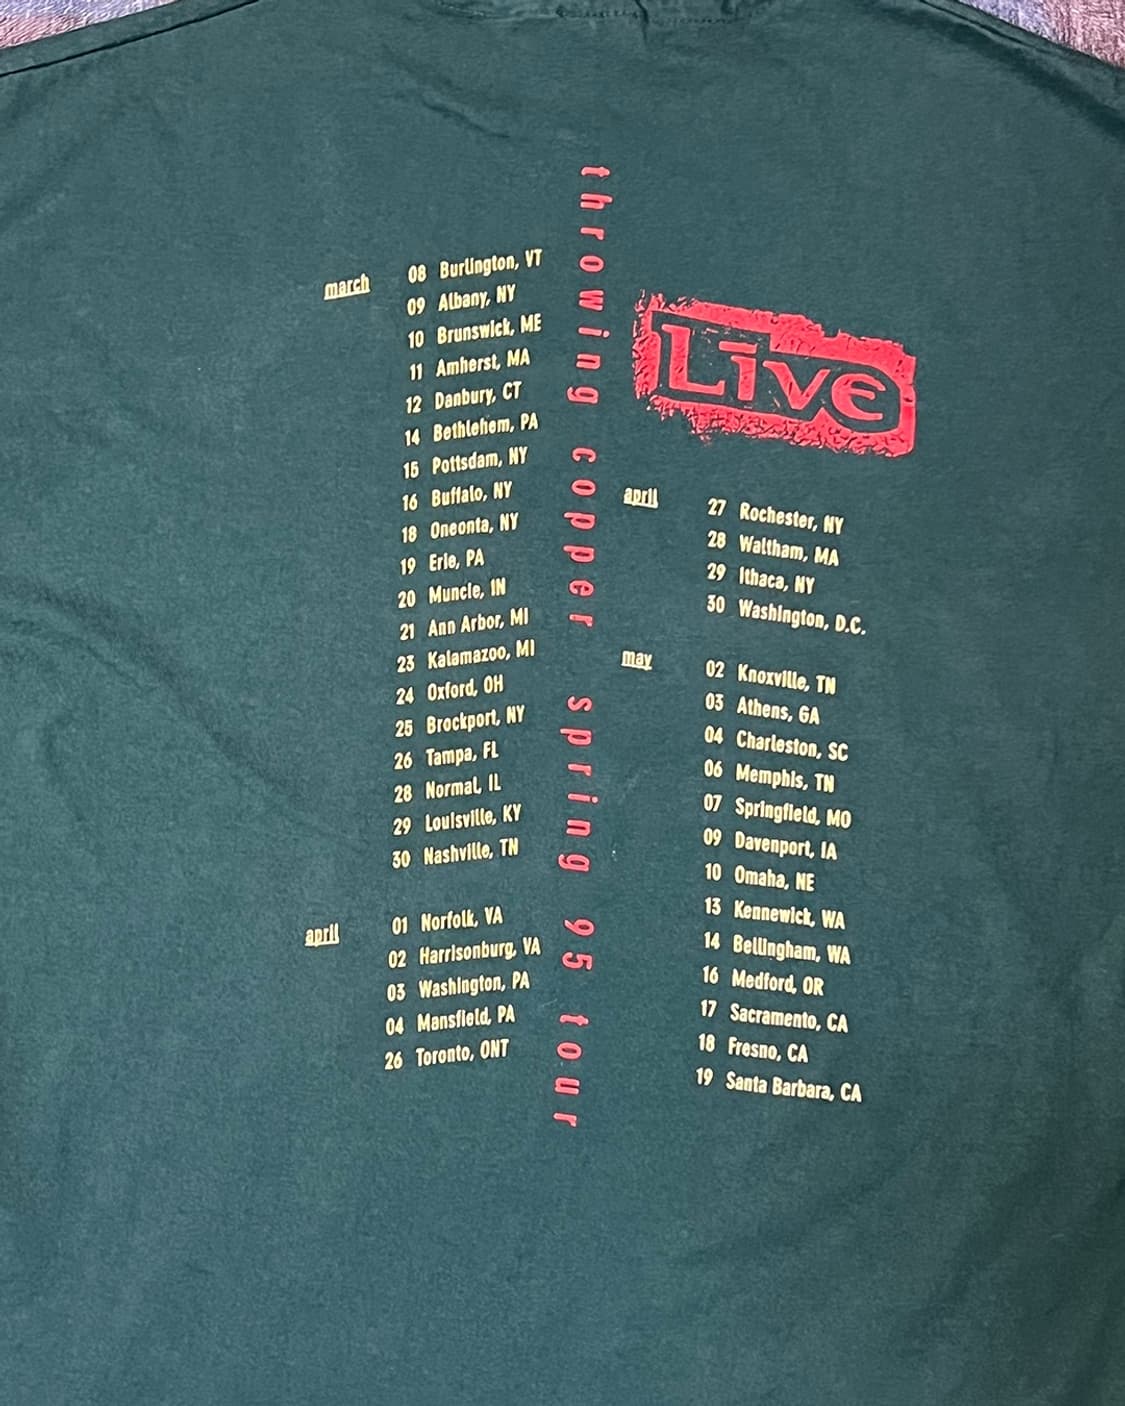 throwing copper spring 95 tour
march
08 Burlington, VT
09 Albany, NY
10 Brunswick, ME
11 Amherst, MA
12 Danbury, CT
14 Bethlehem, PA
15 Pottsdam, NY
16 Buffalo, NY
18 Oneonta, NY
19 Erie, PA
20 Muncie, IN
21 Ann Arbor, MI
23 Kalamazoo, MI
24 Oxford, OH
25 Brockport, NY
26 Tampa, FL
28 Normal, IL
29 Louisville, KY
30 Nashville, TN
april
01 Norfolk, VA
02 Harrisonburg, VA
03 Washington, PA
04 Mansfield, PA
26 Toronto, ONT
Live
april
27 Rochester, NY
28 Waltham, MA
29 Ithaca, NY
30 Washington, D.C.
may
02 Knoxville, TN
03 Athens, GA
04 Charleston, SC
06 Memphis, TN
07 Springfield, MO
09 Davenport, IA
10 Omaha, NE
13 Kennewick, WA
14 Bellingham, WA
16 Medford, OR
17 Sacramento, CA
18 Fresno, CA
19 Santa Barbara, CA